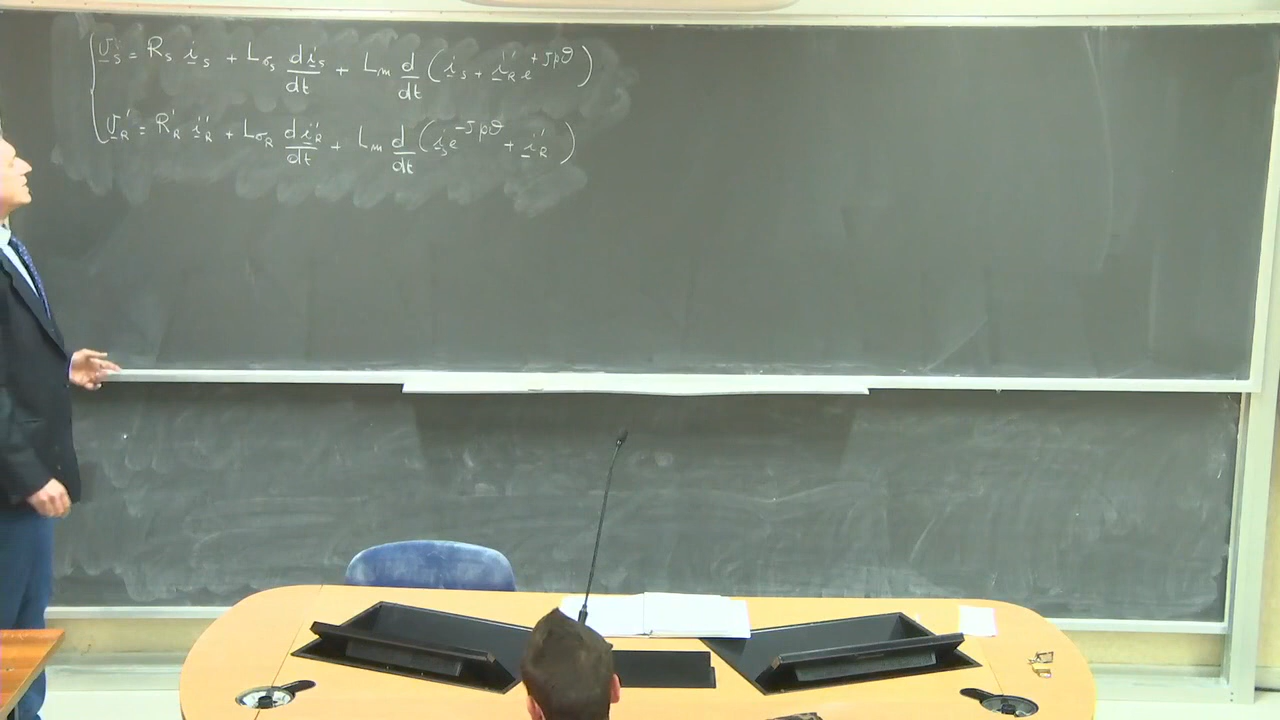 v_s = R_s i_s + L_σs di_s/dt + L_m d/dt (i_s + i'_R e^{+jpϑ})
v'_R = R'_R i'_R + L_σR di'_R/dt + L_m d/dt (i_s e^{-jpϑ} + i'_R)